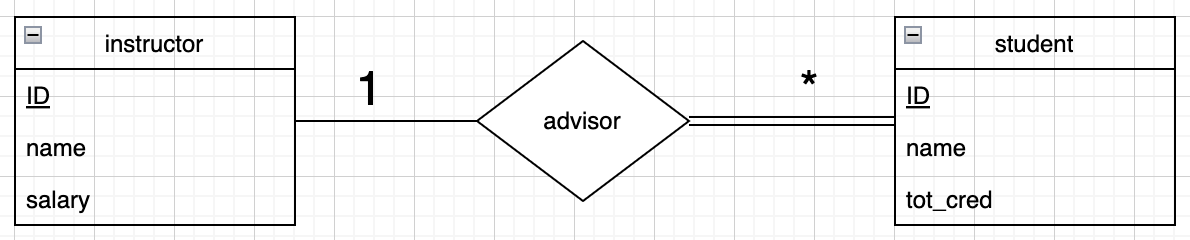 instructor
ID
name
salary
1
advisor
*
student
ID
name
tot_cred